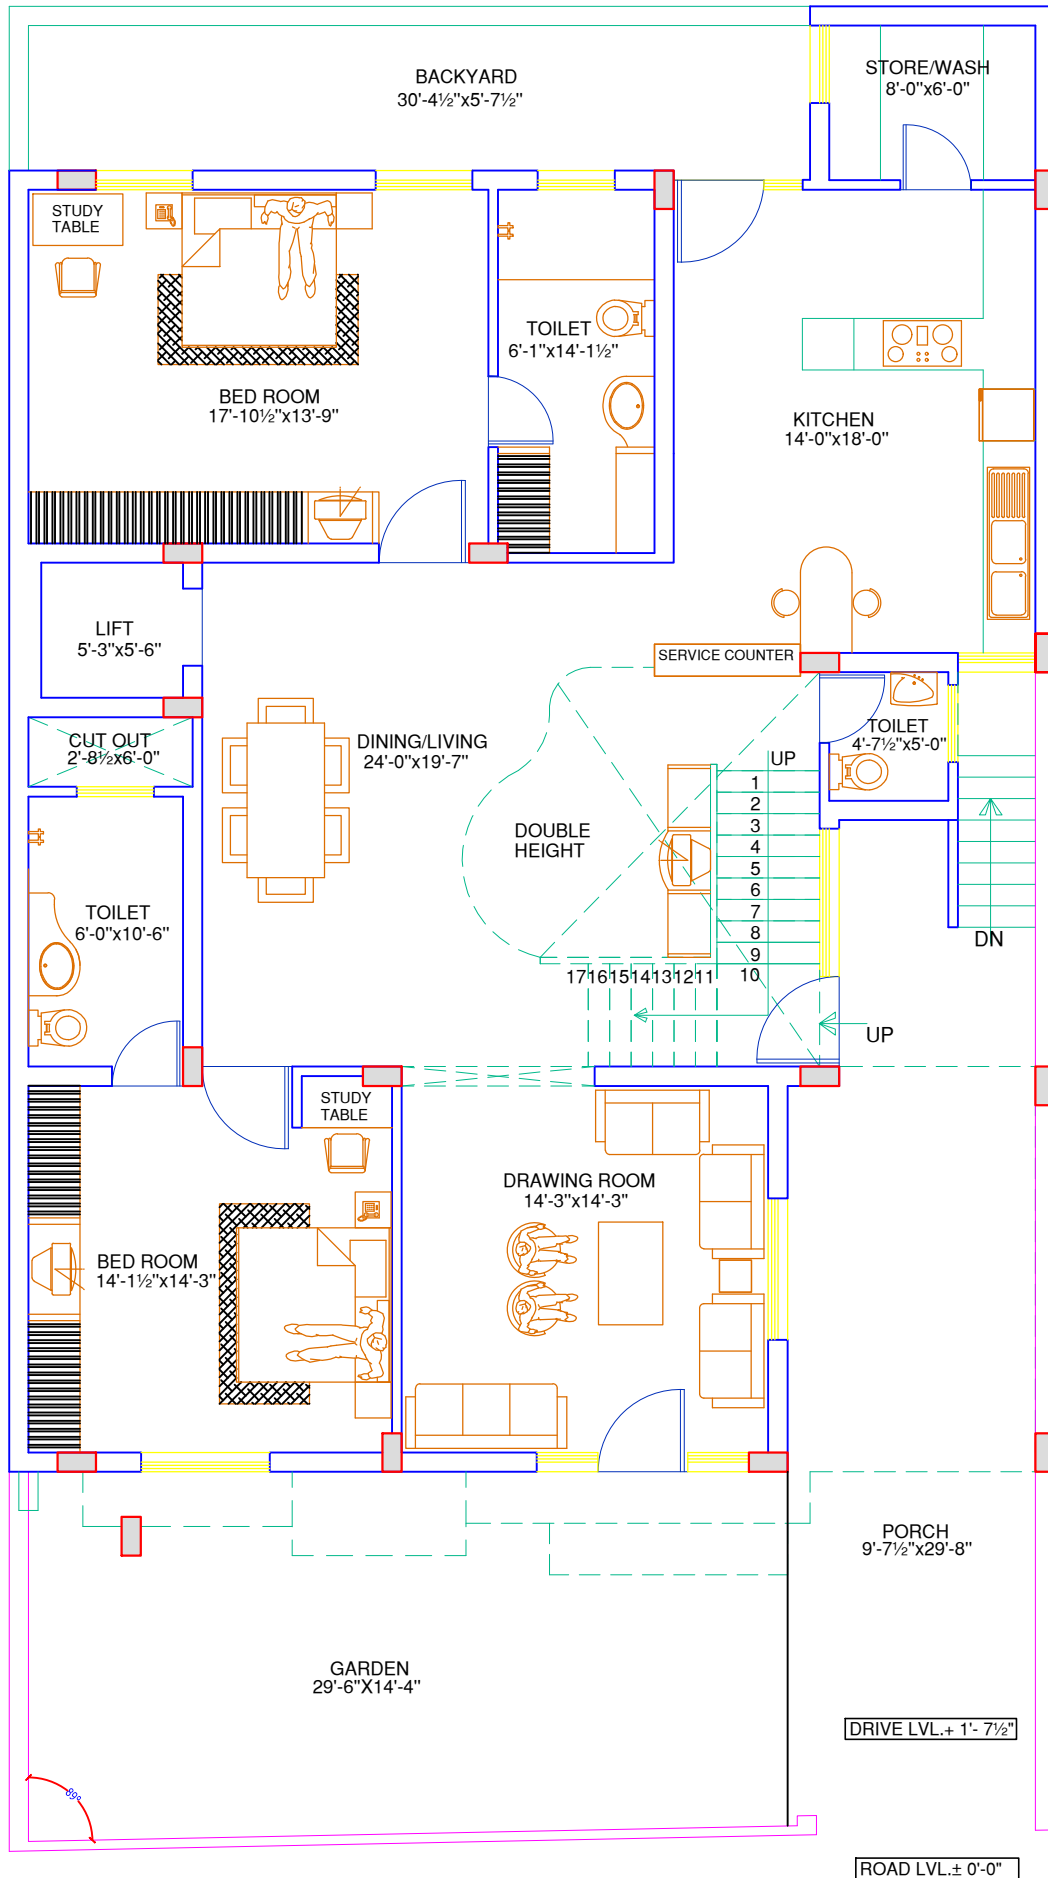 BACKYARD
30'-4½"x5'-7½"
STORE/WASH
8'-0"x6'-0"
STUDY
TABLE
TOILET
6'-1"x14'-1½"
BED ROOM
17'-10½"x13'-9"
KITCHEN
14'-0"x18'-0"
LIFT
5'-3"x5'-6"
SERVICE COUNTER
CUT OUT
2'-8½"x6'-0"
DINING/LIVING
24'-0"x19'-7"
TOILET
4'-7½"x5'-0"
UP
1
2
3
4
5
6
7
8
9
10
DOUBLE
HEIGHT
TOILET
6'-0"x10'-6"
DN
17 16 15 14 13 12 11
UP
STUDY
TABLE
DRAWING ROOM
14'-3"x14'-3"
BED ROOM
14'-1½"x14'-3"
PORCH
9'-7½"x29'-8"
GARDEN
29'-6"X14'-4"
DRIVE LVL.+ 1'- 7½"
89°
ROAD LVL.± 0'-0"